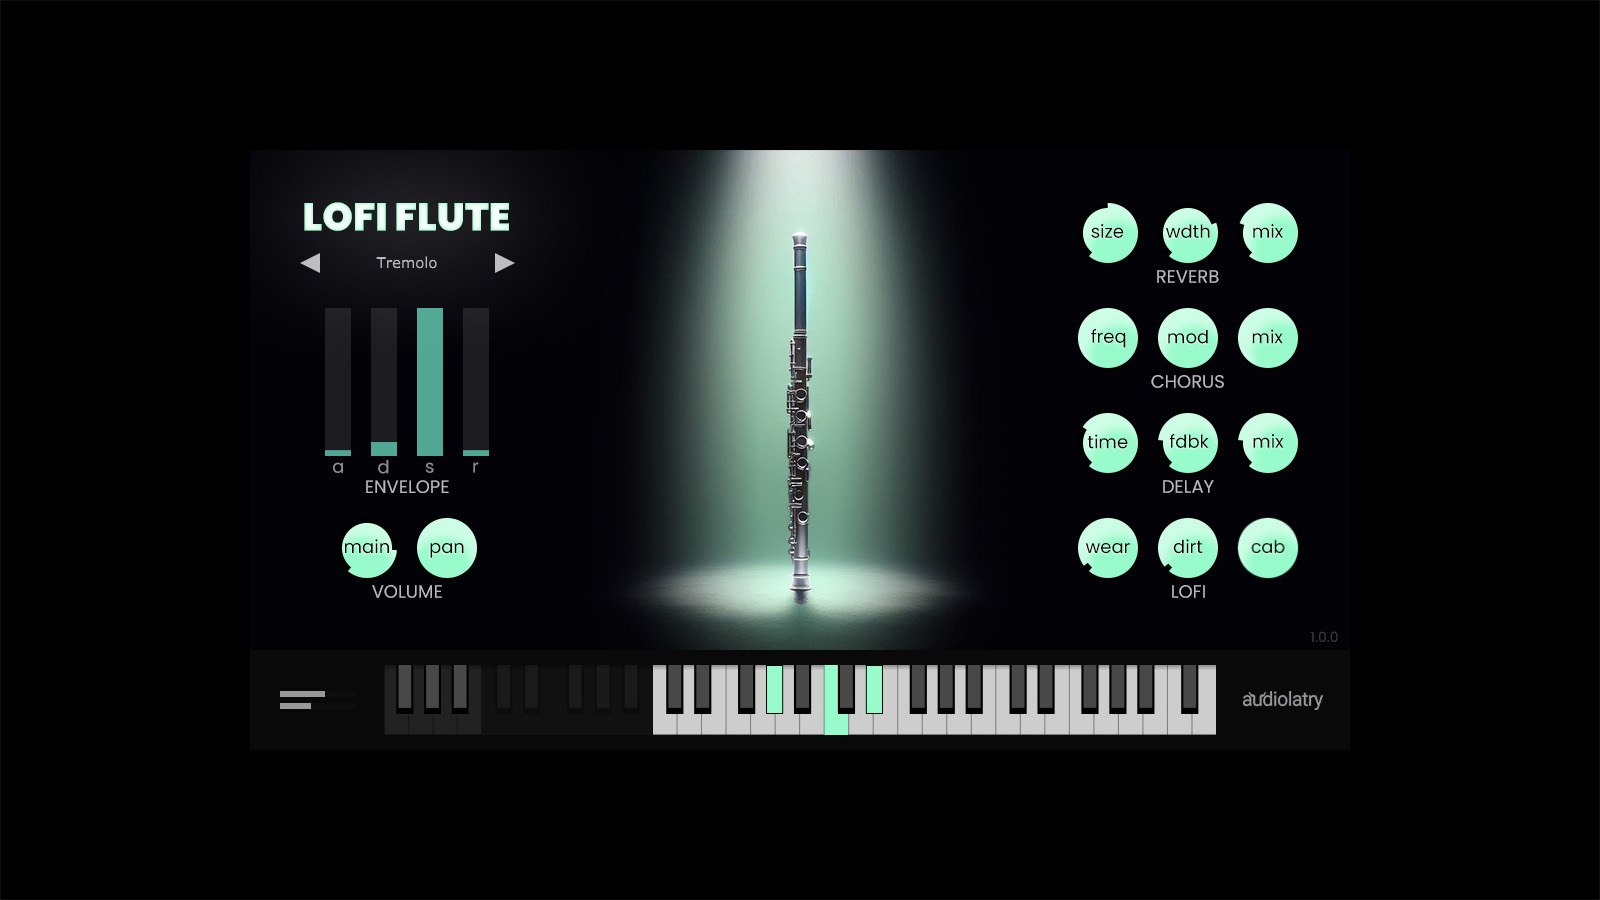 LOFI FLUTE
Tremolo
a d s r
ENVELOPE
main pan
VOLUME
size wdth mix
REVERB
freq mod mix
CHORUS
time fdbk mix
DELAY
wear dirt cab
LOFI
1.0.0
audiolatry